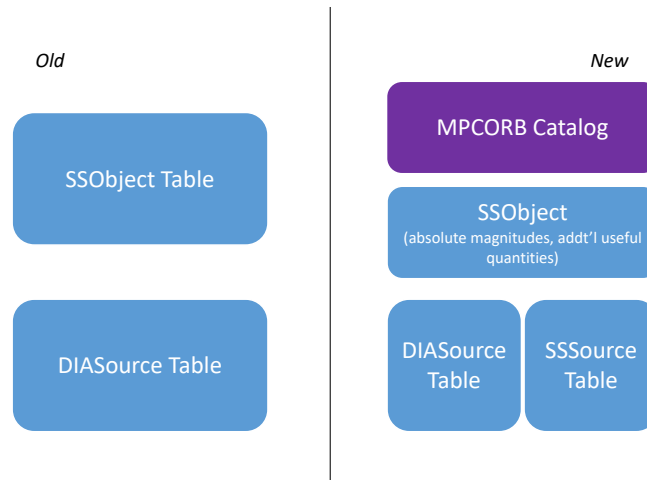 Old
SSObject Table
DIASource Table
New
MPCORB Catalog
SSObject
(absolute magnitudes, addt’l useful
quantities)
DIASource
Table
SSSource
Table